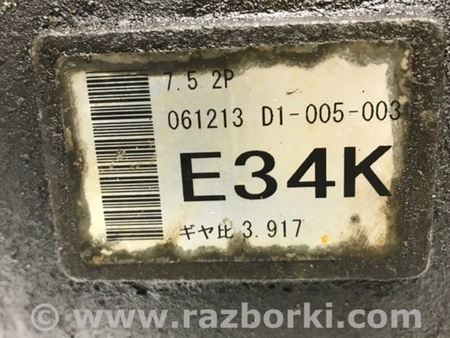 7.5 2P
061213 D1-005-003
E34K
ギヤ比 3.917
© www.razborki.com